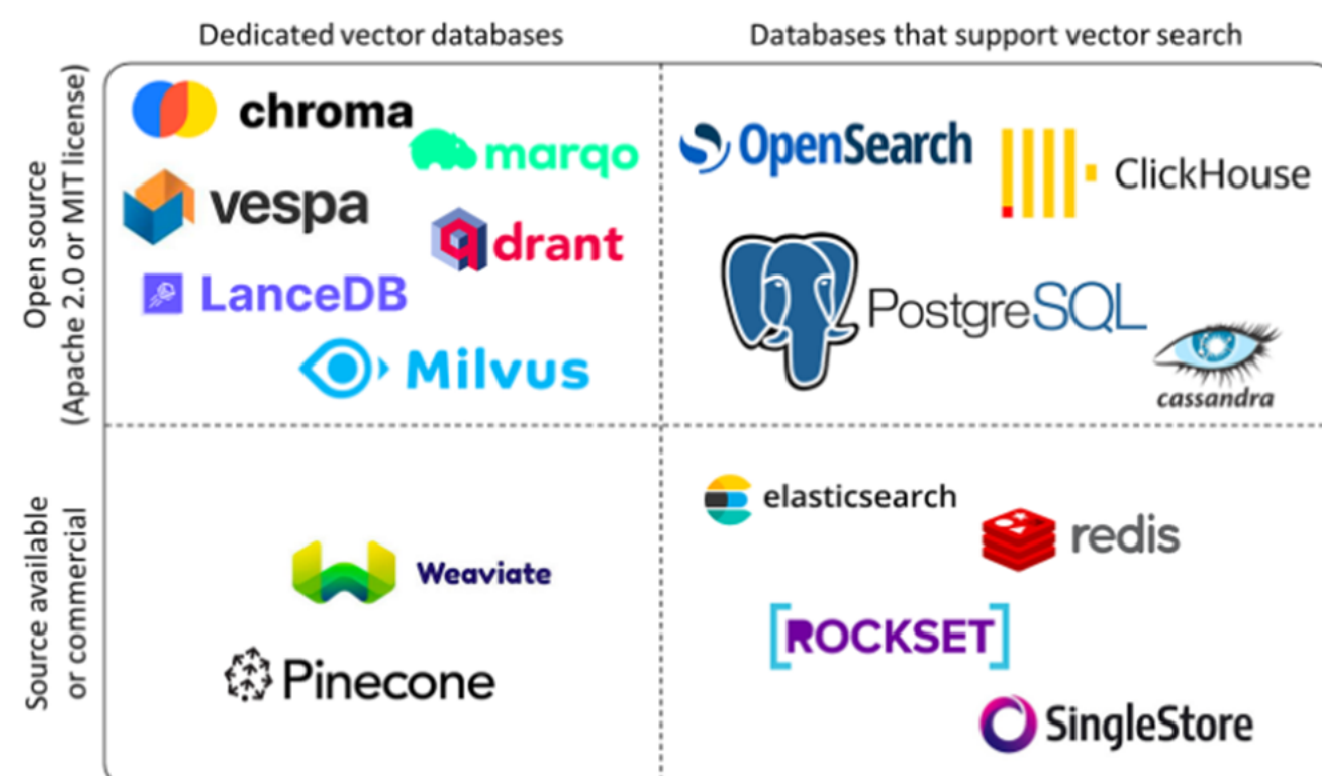 Dedicated vector databases
Databases that support vector search
Open source
(Apache 2.0 or MIT license)
chroma
marqo
vespa
qdrant
LanceDB
Milvus
OpenSearch
ClickHouse
PostgreSQL
cassandra
Source available
or commercial
Weaviate
Pinecone
elasticsearch
redis
[ROCKSET]
SingleStore